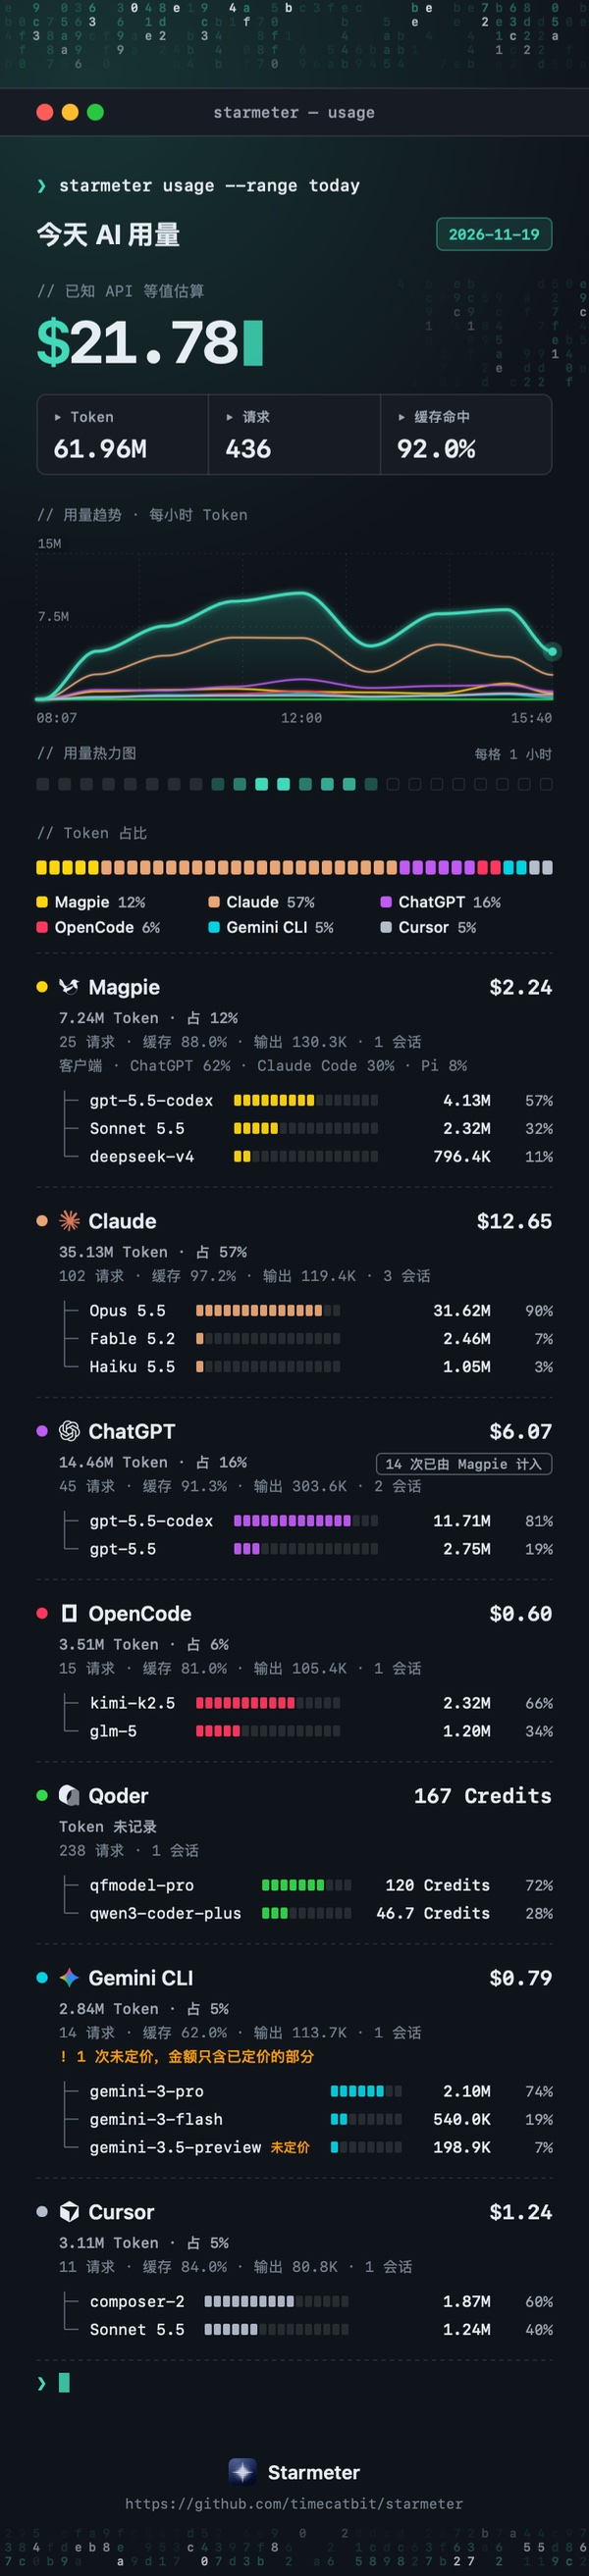 starmeter — usage
❯ starmeter usage --range today
今天 AI 用量 2026-11-19
// 已知 API 等值估算
$21.78
▸ Token ▸ 请求 ▸ 缓存命中
61.96M 436 92.0%
// 用量趋势 · 每小时 Token
15M
7.5M
08:07 12:00 15:40
// 用量热力图 每格 1 小时
// Token 占比
Magpie 12% Claude 57% ChatGPT 16%
OpenCode 6% Gemini CLI 5% Cursor 5%
Magpie $2.24
7.24M Token · 占 12%
25 请求 · 缓存 88.0% · 输出 130.3K · 1 会话
客户端 · ChatGPT 62% · Claude Code 30% · Pi 8%
gpt-5.5-codex 4.13M 57%
Sonnet 5.5 2.32M 32%
deepseek-v4 796.4K 11%
Claude $12.65
35.13M Token · 占 57%
102 请求 · 缓存 97.2% · 输出 119.4K · 3 会话
Opus 5.5 31.62M 90%
Fable 5.2 2.46M 7%
Haiku 5.5 1.05M 3%
ChatGPT $6.07
14.46M Token · 占 16% 14 次已由 Magpie 计入
45 请求 · 缓存 91.3% · 输出 303.6K · 2 会话
gpt-5.5-codex 11.71M 81%
gpt-5.5 2.75M 19%
OpenCode $0.60
3.51M Token · 占 6%
15 请求 · 缓存 81.0% · 输出 105.4K · 1 会话
kimi-k2.5 2.32M 66%
glm-5 1.20M 34%
Qoder 167 Credits
Token 未记录
238 请求 · 1 会话
qfmodel-pro 120 Credits 72%
qwen3-coder-plus 46.7 Credits 28%
Gemini CLI $0.79
2.84M Token · 占 5%
14 请求 · 缓存 62.0% · 输出 113.7K · 1 会话
! 1 次未定价，金额只含已定价的部分
gemini-3-pro 2.10M 74%
gemini-3-flash 540.0K 19%
gemini-3.5-preview 未定价 198.9K 7%
Cursor $1.24
3.11M Token · 占 5%
11 请求 · 缓存 84.0% · 输出 80.8K · 1 会话
composer-2 1.87M 60%
Sonnet 5.5 1.24M 40%
❯
Starmeter
https://github.com/timecatbit/starmeter